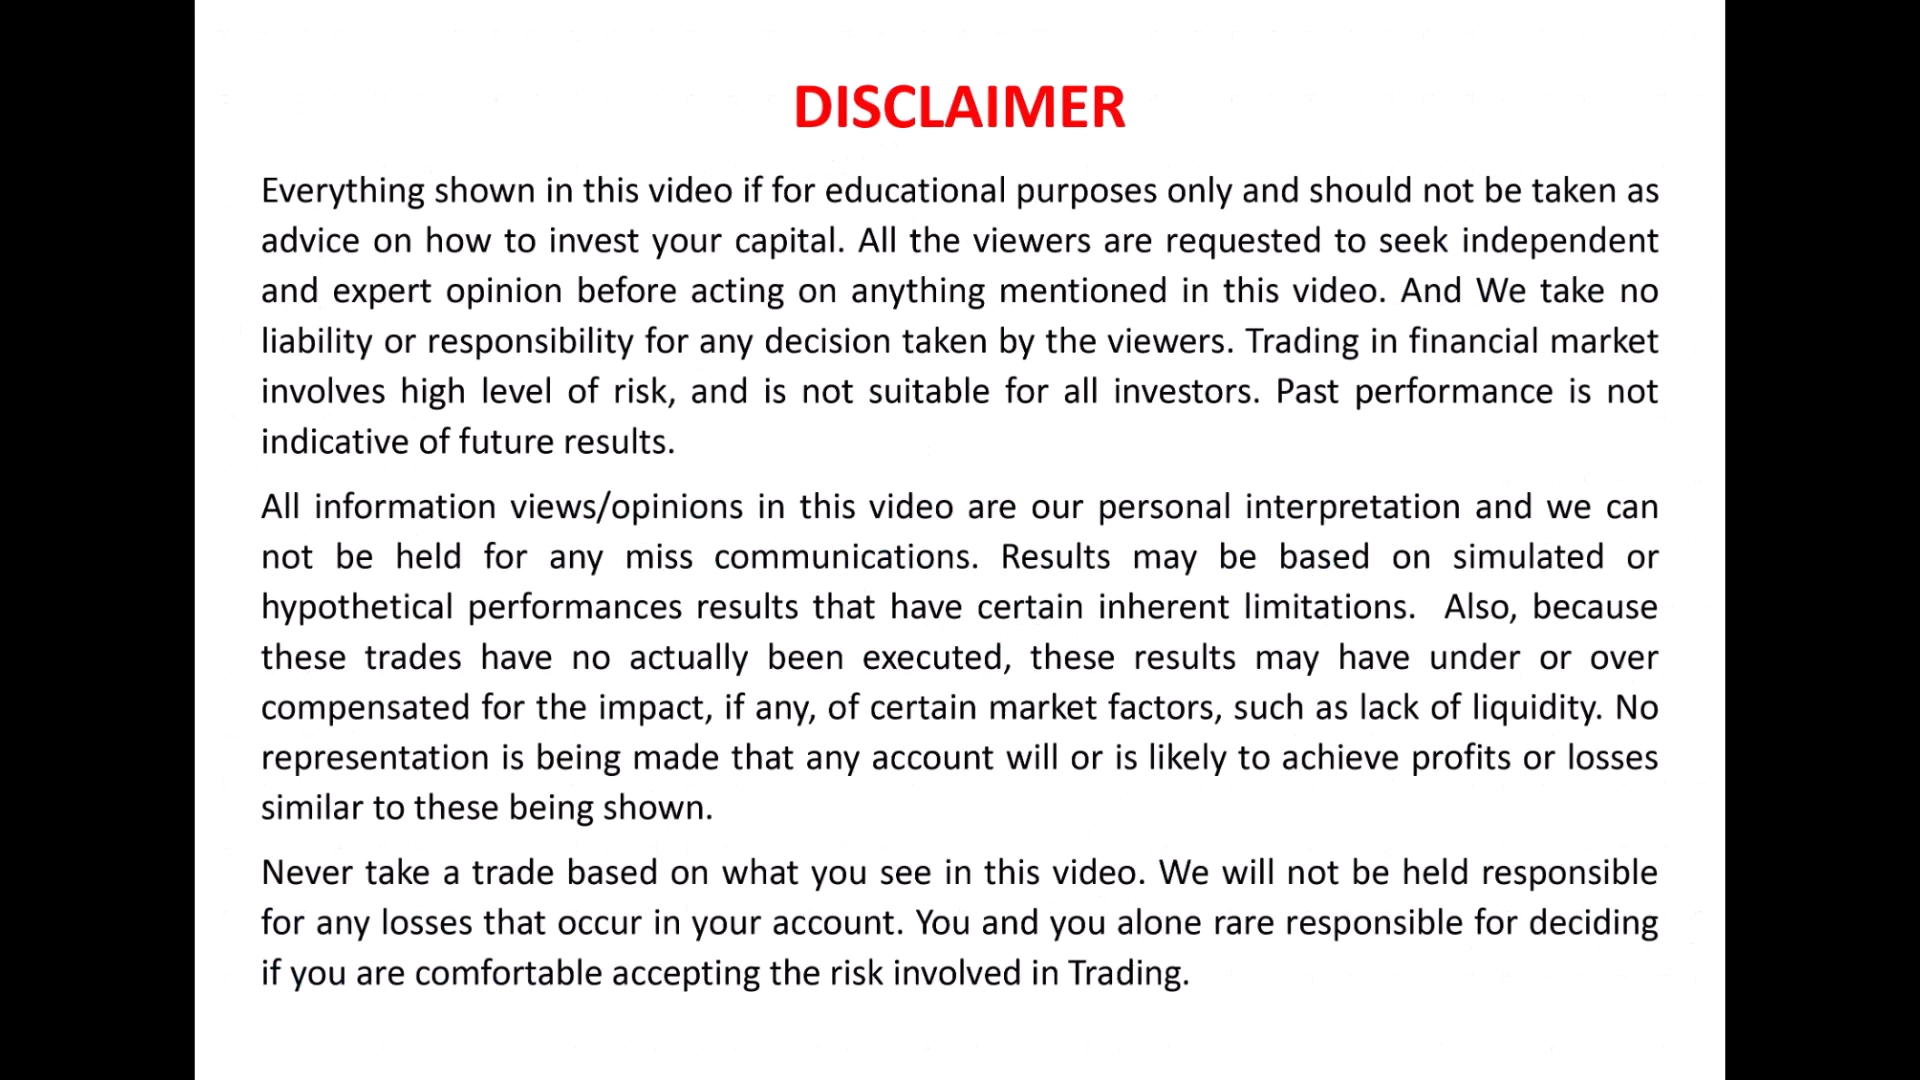 DISCLAIMER
Everything shown in this video if for educational purposes only and should not be taken as
advice on how to invest your capital. All the viewers are requested to seek independent
and expert opinion before acting on anything mentioned in this video. And We take no
liability or responsibility for any decision taken by the viewers. Trading in financial market
involves high level of risk, and is not suitable for all investors. Past performance is not
indicative of future results.
All information views/opinions in this video are our personal interpretation and we can
not be held for any miss communications. Results may be based on simulated or
hypothetical performances results that have certain inherent limitations. Also, because
these trades have no actually been executed, these results may have under or over
compensated for the impact, if any, of certain market factors, such as lack of liquidity. No
representation is being made that any account will or is likely to achieve profits or losses
similar to these being shown.
Never take a trade based on what you see in this video. We will not be held responsible
for any losses that occur in your account. You and you alone rare responsible for deciding
if you are comfortable accepting the risk involved in Trading.